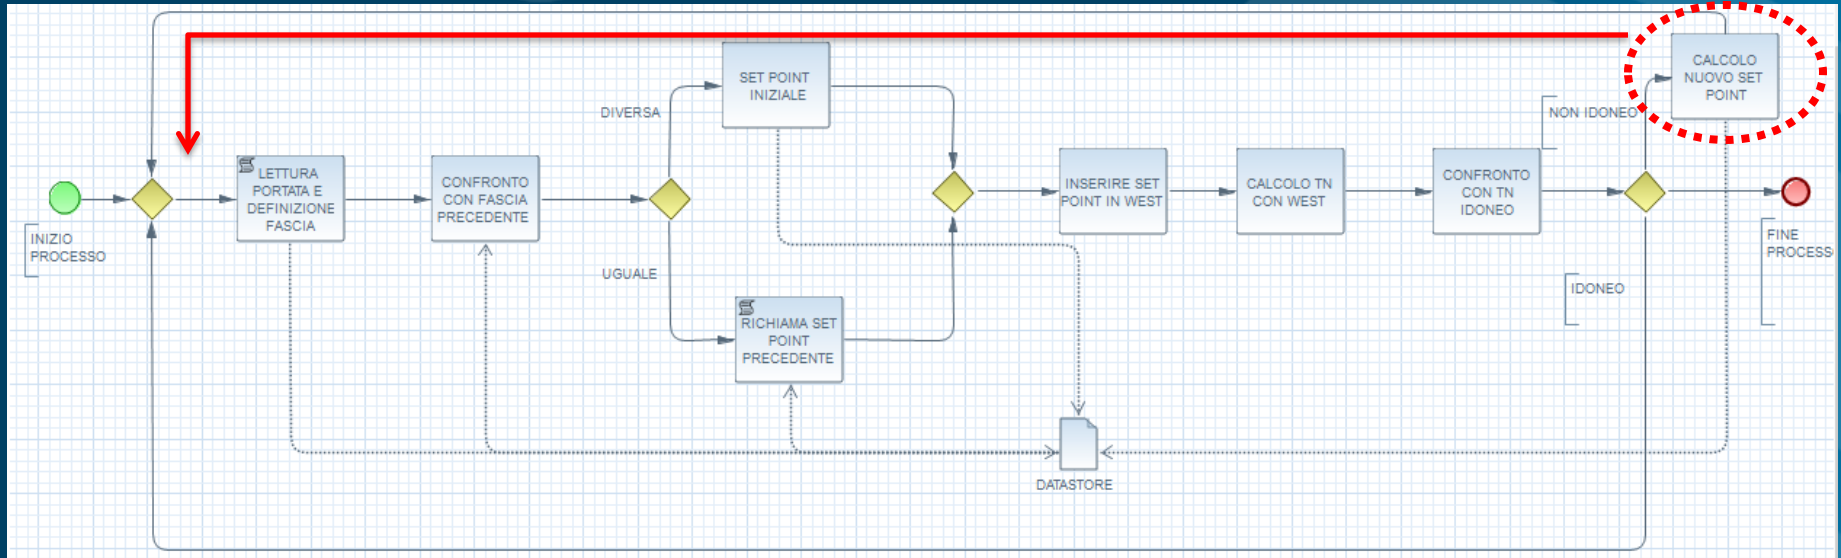 INIZIO
PROCESSO
LETTURA
PORTATA E
DEFINIZIONE
FASCIA
CONFRONTO
CON FASCIA
PRECEDENTE
DIVERSA
UGUALE
SET POINT
INIZIALE
RICHIAMA SET
POINT
PRECEDENTE
INSERIRE SET
POINT IN WEST
CALCOLO TN
CON WEST
CONFRONTO
CON TN
IDONEO
NON IDONEO
IDONEO
CALCOLO
NUOVO SET
POINT
FINE
PROCESS
DATASTORE